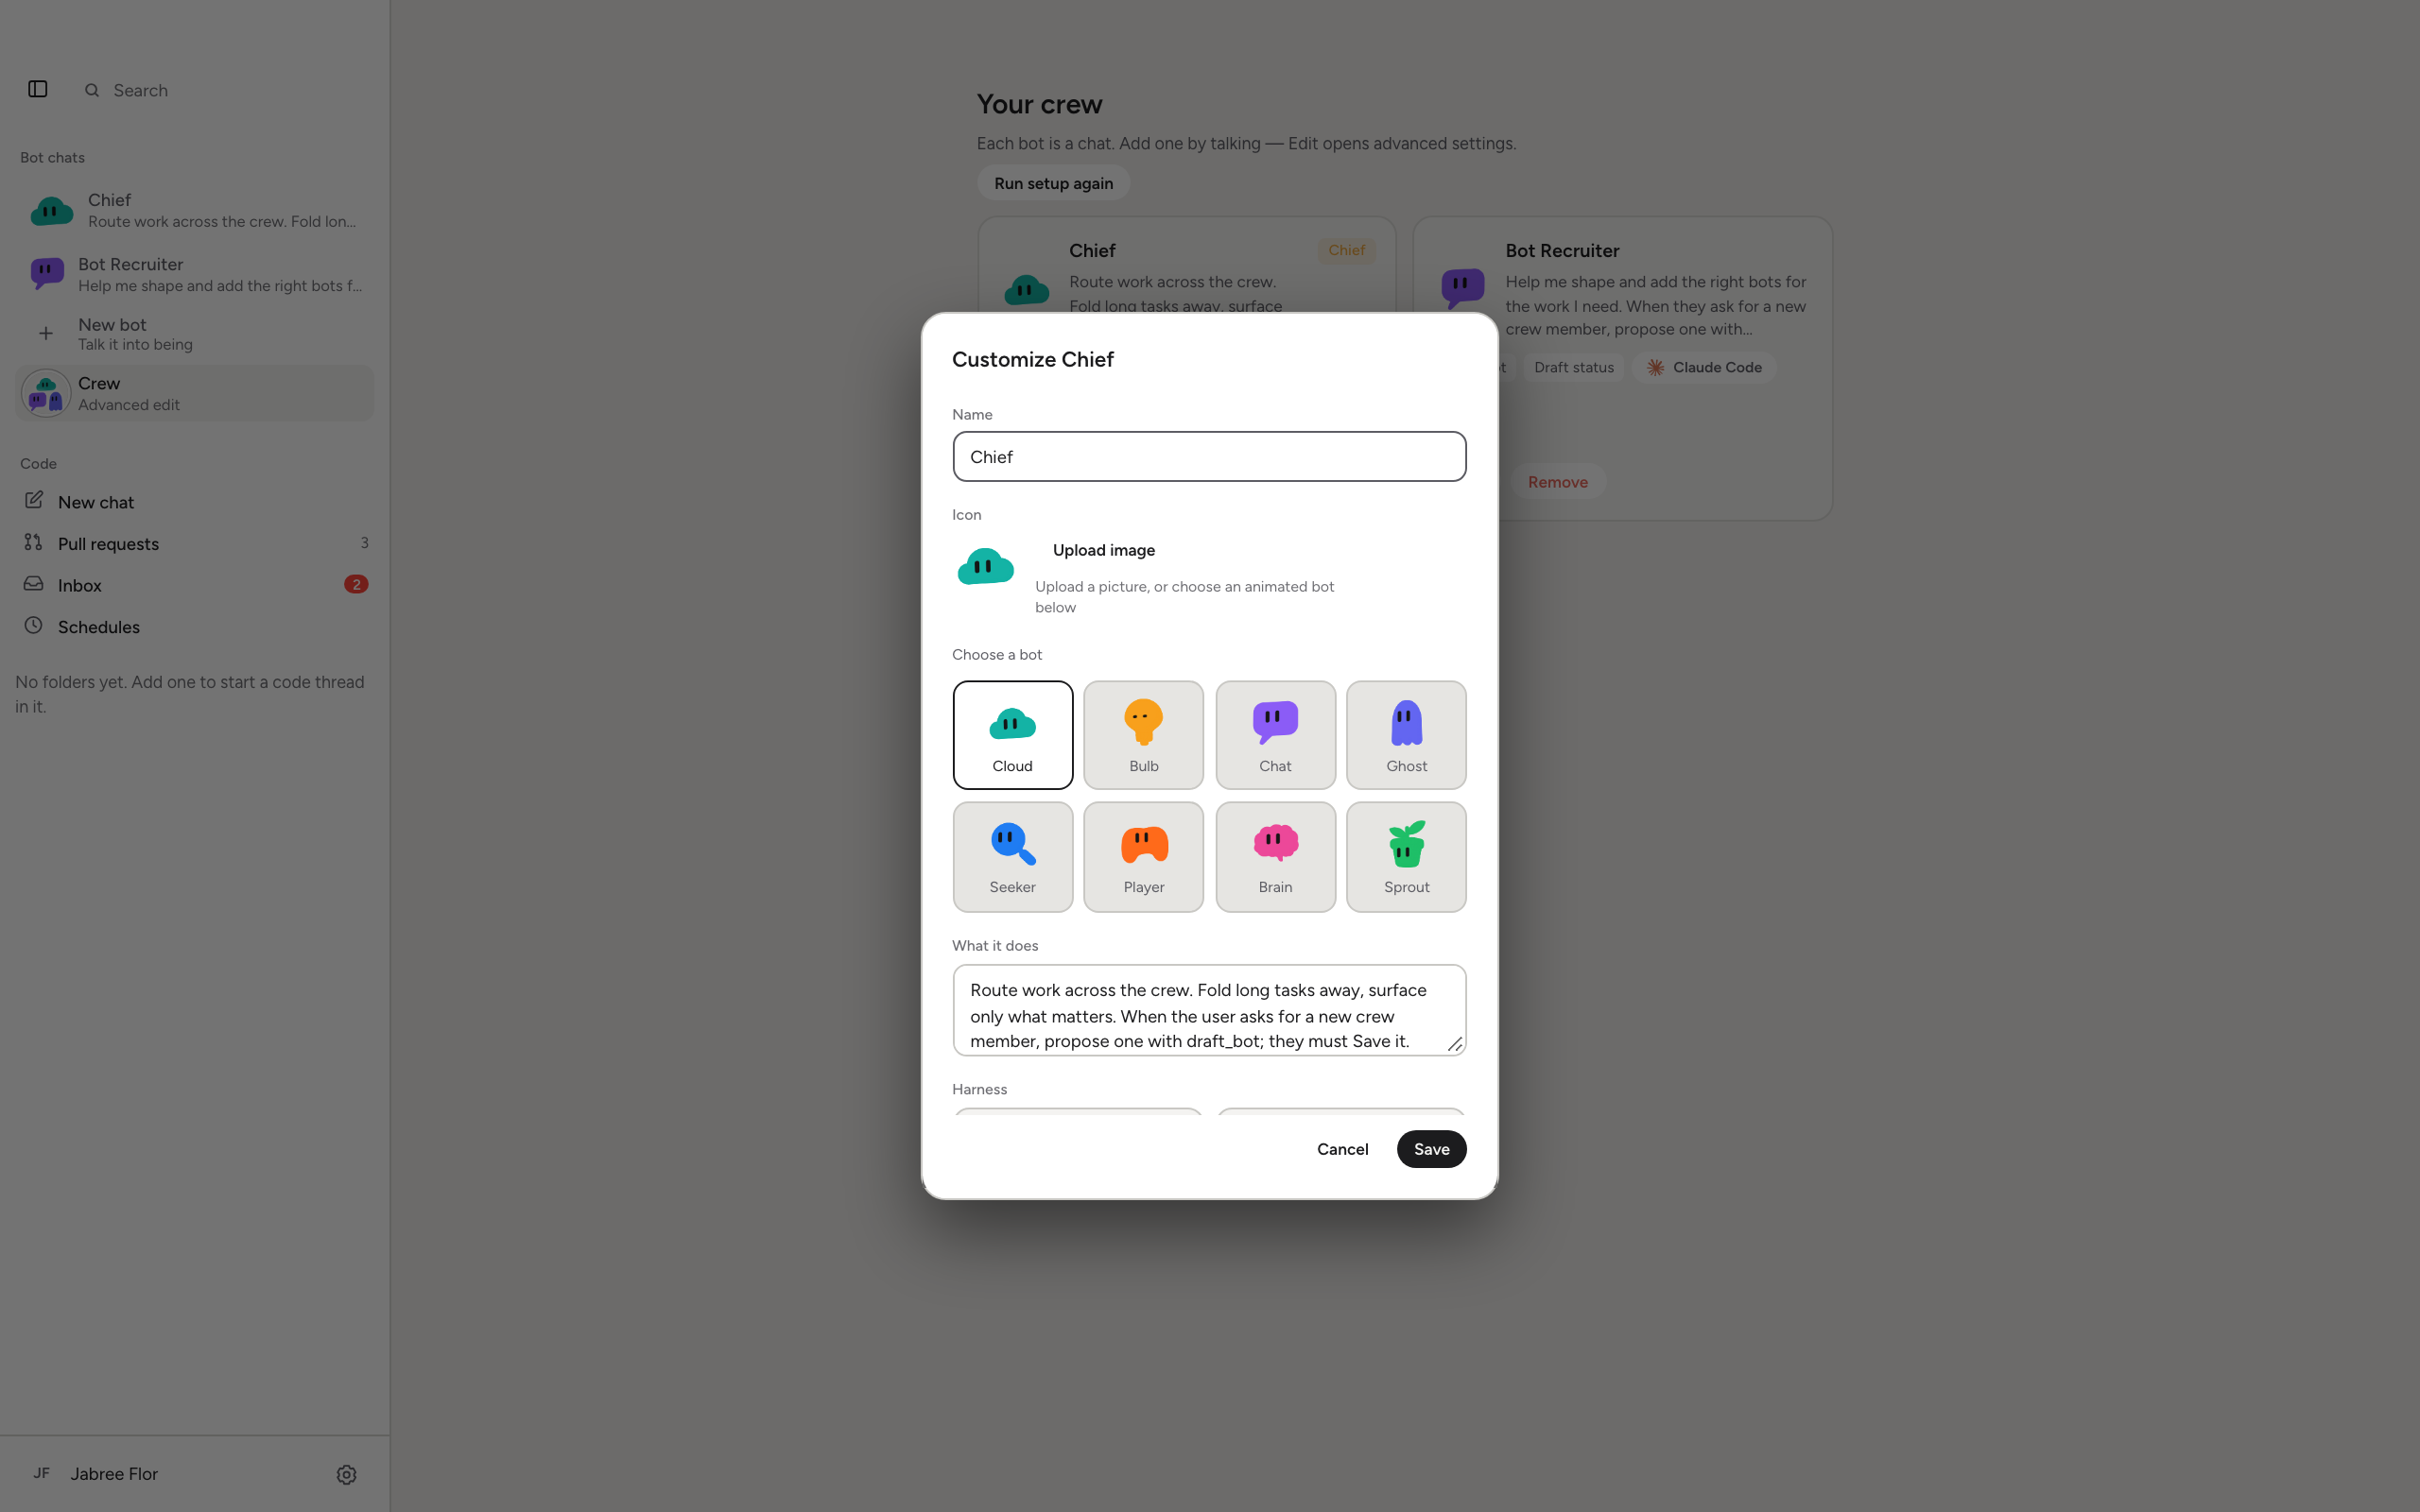 Search
Bot chats
Chief
Route work across the crew. Fold lon...
Bot Recruiter
Help me shape and add the right bots f...
New bot
Talk it into being
Crew
Advanced edit
Code
New chat
Pull requests 3
Inbox 2
Schedules
No folders yet. Add one to start a code thread
in it.
JF Jabree Flor
Your crew
Each bot is a chat. Add one by talking — Edit opens advanced settings.
Run setup again
Chief Chief
Route work across the crew.
Fold long tasks away, surface
Bot Recruiter
Help me shape and add the right bots for
the work I need. When they ask for a new
crew member, propose one with...
Draft status Claude Code
Remove
Customize Chief
Name
Chief
Icon
Upload image
Upload a picture, or choose an animated bot
below
Choose a bot
Cloud Bulb Chat Ghost
Seeker Player Brain Sprout
What it does
Route work across the crew. Fold long tasks away, surface
only what matters. When the user asks for a new crew
member, propose one with draft_bot; they must Save it.
Harness
Cancel Save